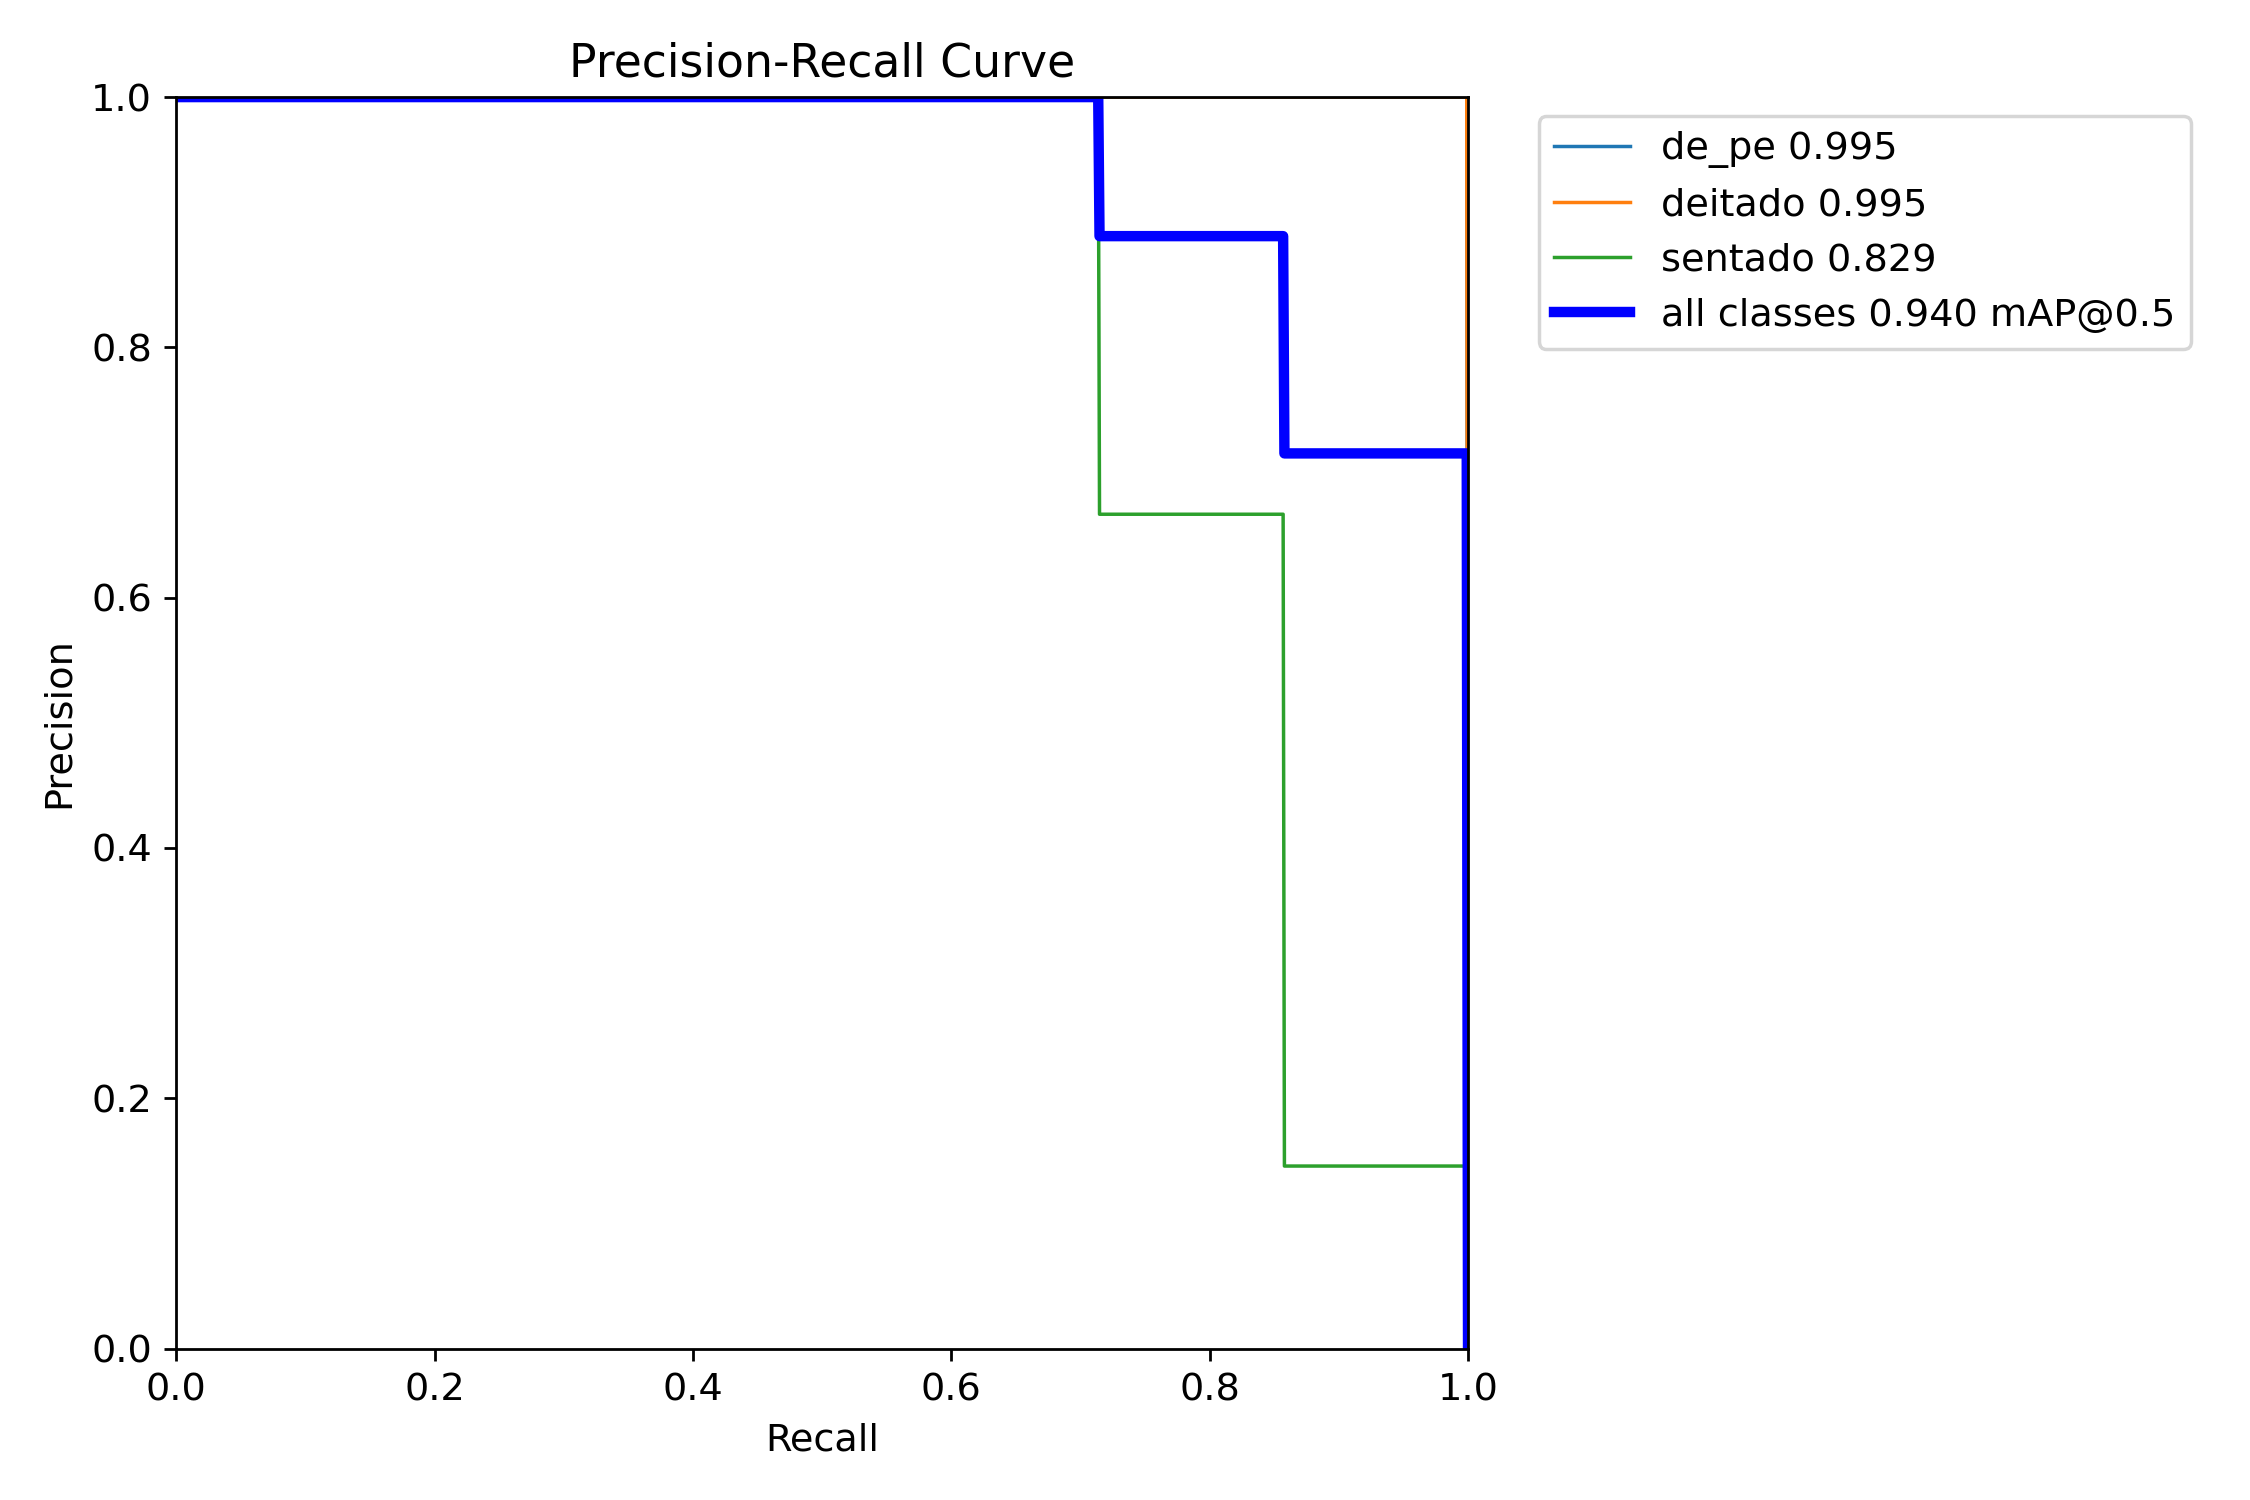 Precision-Recall Curve
1.0
0.8
0.6
0.4
0.2
0.0
Precision
0.0 0.2 0.4 0.6 0.8 1.0
Recall
de_pe 0.995
deitado 0.995
sentado 0.829
all classes 0.940 mAP@0.5